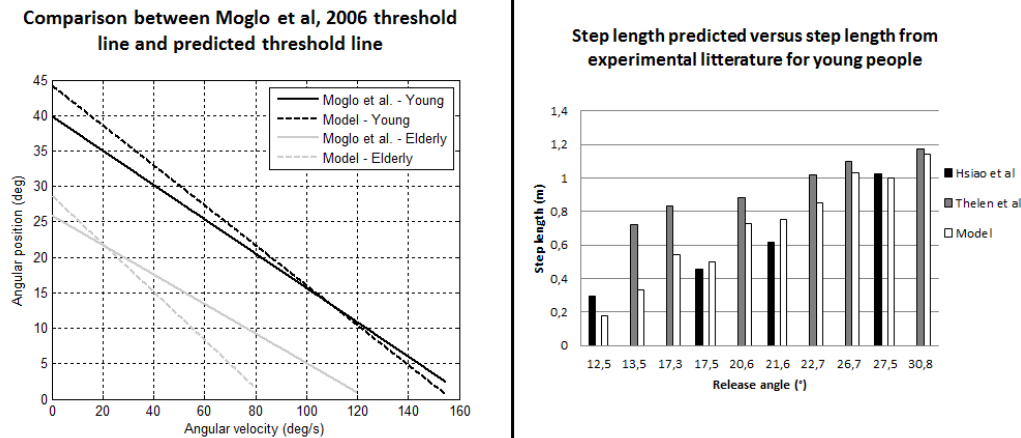 Comparison between Moglo et al, 2006 threshold
line and predicted threshold line
45
40
35
30
25
20
15
10
5
0
Angular position (deg)
Moglo et al. - Young
Model - Young
Moglo et al. - Elderly
Model - Elderly
0 20 40 60 80 100 120 140 160
Angular velocity (deg/s)
Step length predicted versus step length from
experimental litterature for young people
1,4
1,2
1
0,8
0,6
0,4
0,2
0
Step length (m)
Hsiao et al
Thelen et al
Model
12,5 13,5 17,3 17,5 20,6 21,6 22,7 26,7 27,5 30,8
Release angle (°)